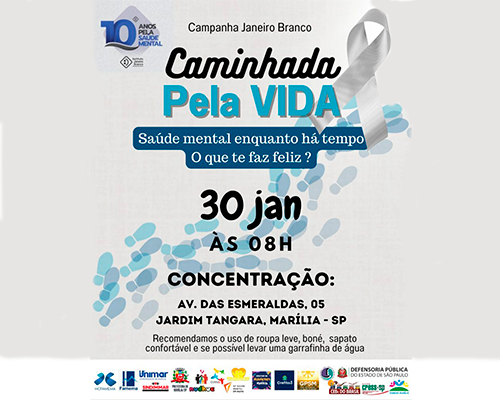 10 ANOS
PELA
SAÚDE
MENTAL
Campanha Janeiro Branco
Caminhada
Pela VIDA
Saúde mental enquanto há tempo
O que te faz feliz ?
30 jan
ÀS 08H
CONCENTRAÇÃO:
AV. DAS ESMERALDAS, 05
JARDIM TANGARA, MARÍLIA - SP
Recomendamos o uso de roupa leve, boné, sapato
confortável e se possível levar uma garrafinha de água
Famema
Unimar
GPSM
DEFENSORIA PÚBLICA
DO ESTADO DE SÃO PAULO